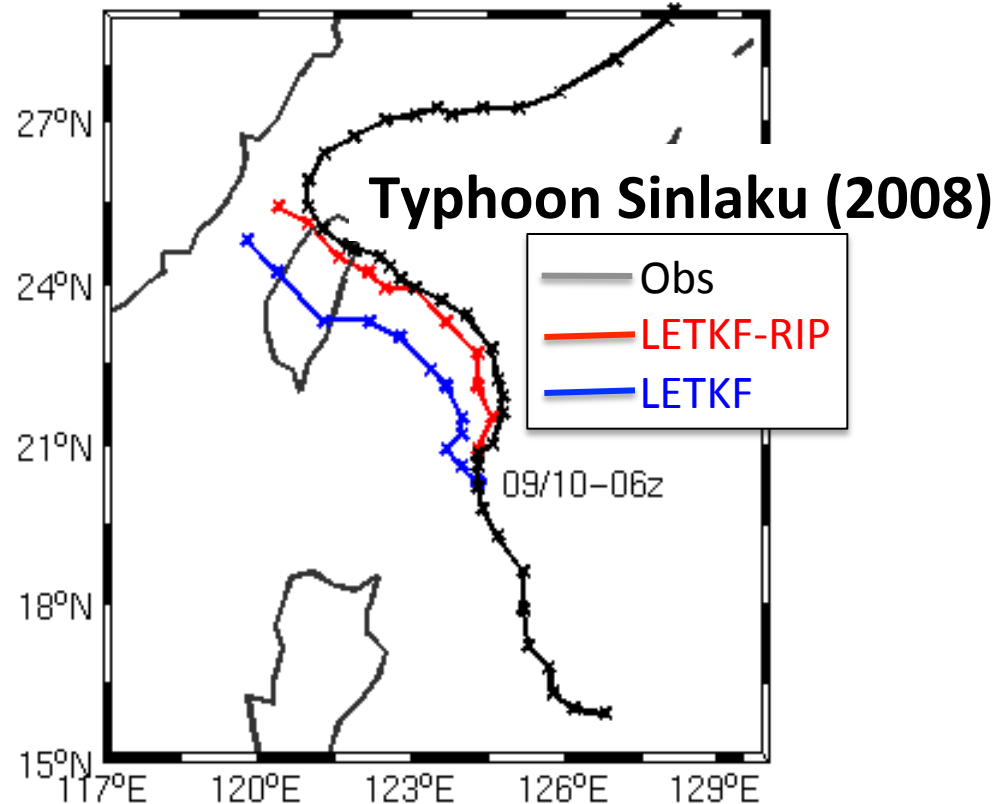 27°N
Typhoon Sinlaku (2008)
24°N
Obs
LETKF-RIP
LETKF
21°N
09/10-06z
18°N
15°N
117°E 120°E 123°E 126°E 129°E